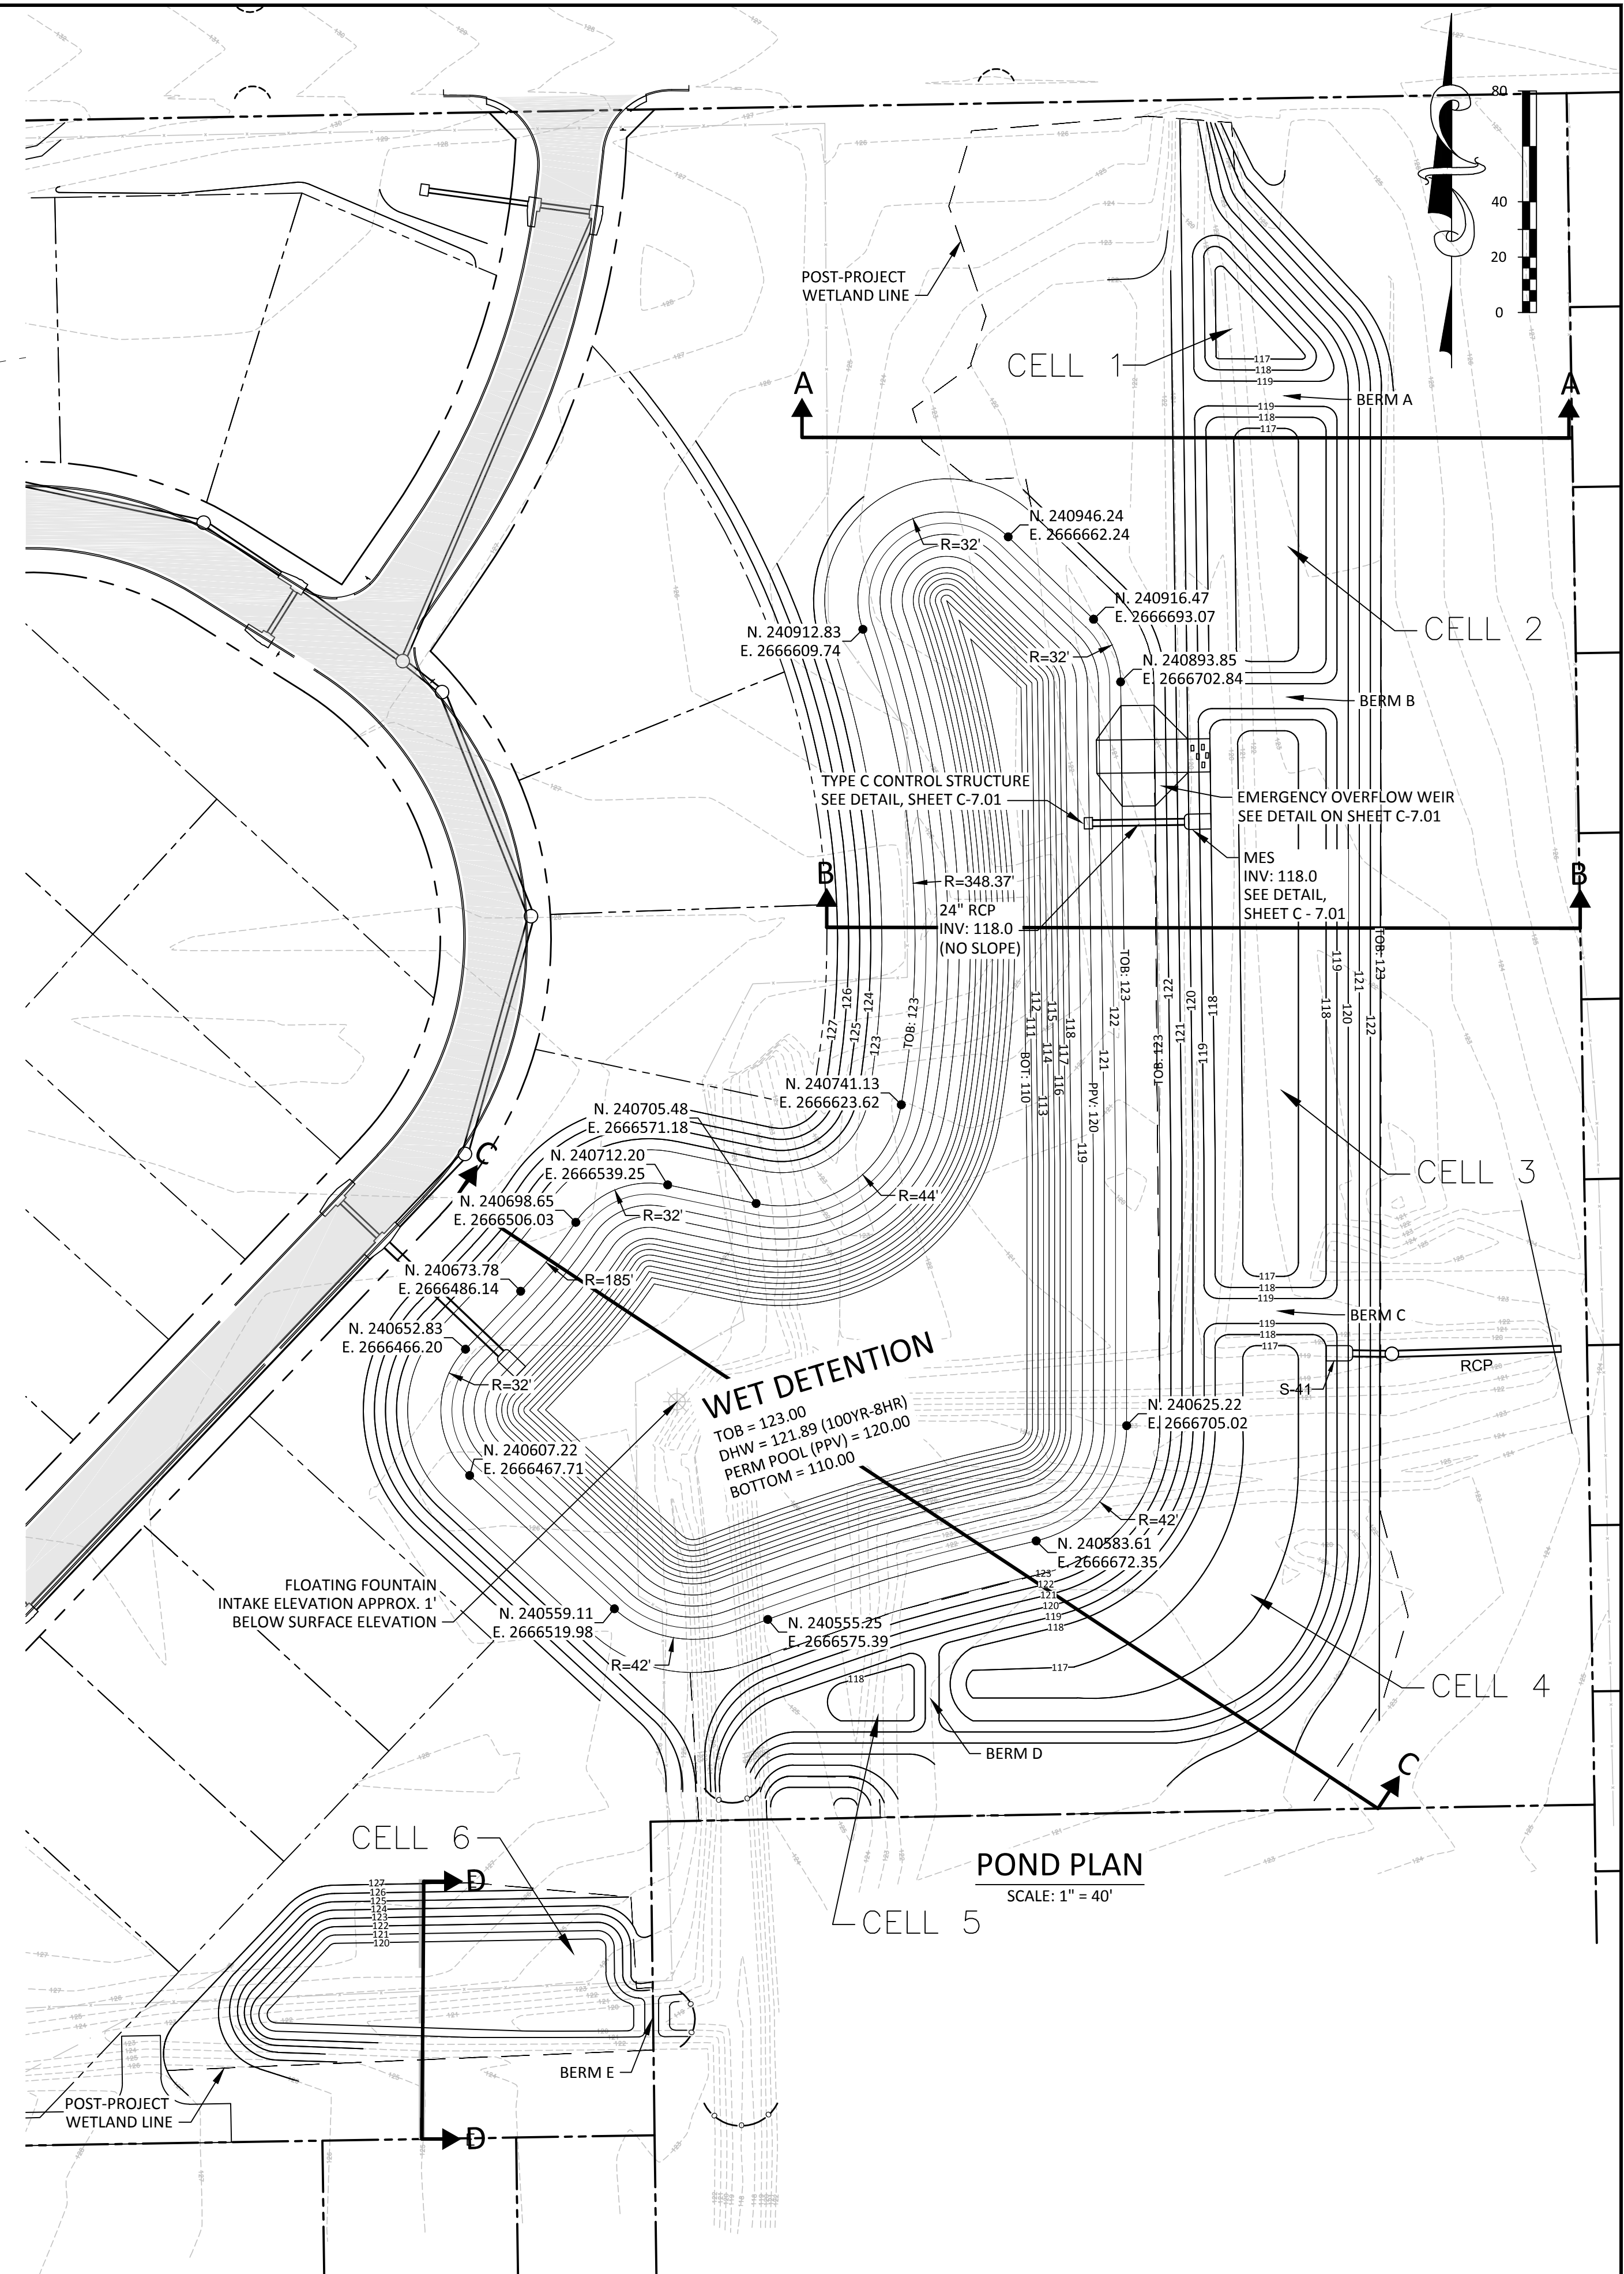 80
40
20
0
POST-PROJECT
WETLAND LINE
CELL 1
117
118
119
BERM A
119
118
117
A
A
N. 240946.24
E. 2666662.24
R=32'
N. 240916.47
E. 2666693.07
CELL 2
N. 240912.83
E. 2666609.74
R=32'
N. 240893.85
E. 2666702.84
BERM B
TYPE C CONTROL STRUCTURE
SEE DETAIL, SHEET C-7.01
EMERGENCY OVERFLOW WEIR
SEE DETAIL ON SHEET C-7.01
MES
INV: 118.0
SEE DETAIL,
SHEET C - 7.01
B
B
R=348.37'
24" RCP
INV: 118.0
(NO SLOPE)
127
126
125
124
123
TOB: 123
BOT: 110
111
112
113
114
115
116
117
118
119
PPV: 120
121
122
TOB: 123
TOB: 123
122
121
120
119
118
118
119
120
121
122
TOB: 123
N. 240741.13
E. 2666623.62
N. 240705.48
E. 2666571.18
N. 240712.20
E. 2666539.25
C
CELL 3
N. 240698.65
E. 2666506.03
R=32'
R=44'
N. 240673.78
E. 2666486.14
R=185'
117
118
119
BERM C
119
118
117
N. 240652.83
E. 2666466.20
RCP
S-41
R=32'
WET DETENTION
TOB = 123.00
DHW = 121.89 (100YR-8HR)
PERM POOL (PPV) = 120.00
BOTTOM = 110.00
N. 240625.22
E. 2666705.02
N. 240607.22
E. 2666467.71
R=42'
N. 240583.61
E. 2666672.35
123
122
121
120
119
118
FLOATING FOUNTAIN
INTAKE ELEVATION APPROX. 1'
BELOW SURFACE ELEVATION
N. 240559.11
E. 2666519.98
N. 240555.25
E. 2666575.39
R=42'
117
118
CELL 4
BERM D
C
CELL 6
POND PLAN
SCALE: 1" = 40'
CELL 5
127
126
125
124
123
122
121
120
D
BERM E
POST-PROJECT
WETLAND LINE
D